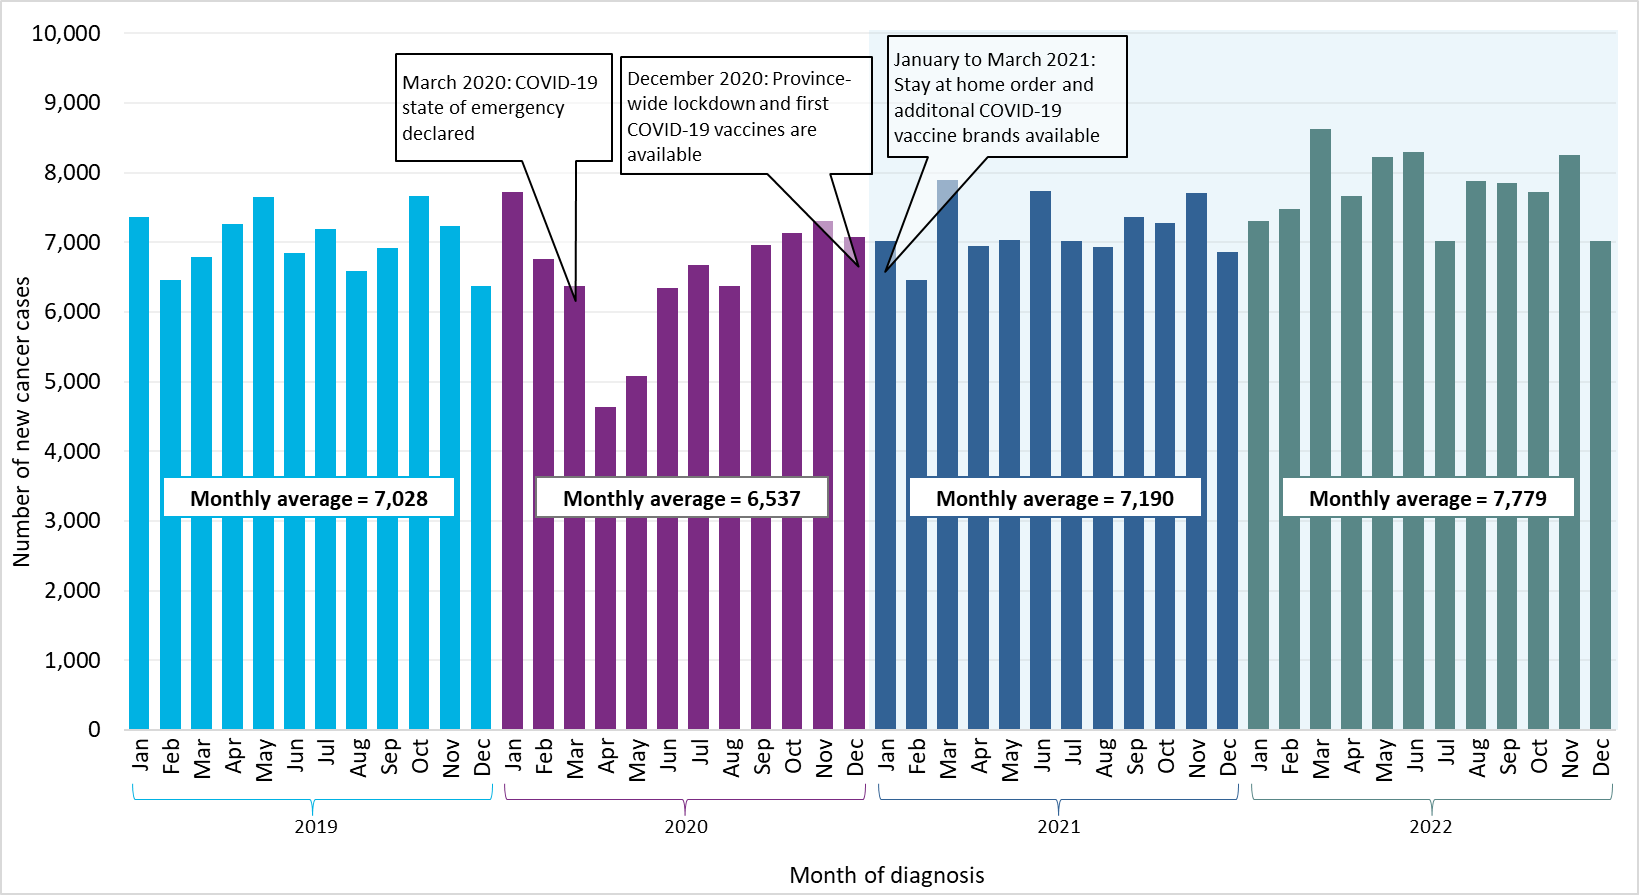 10,000
9,000
8,000
7,000
6,000
5,000
4,000
3,000
2,000
1,000
0
Number of new cancer cases
March 2020: COVID-19
state of emergency
declared
December 2020: Province-
wide lockdown and first
COVID-19 vaccines are
available
January to March 2021:
Stay at home order and
additonal COVID-19
vaccine brands available
Monthly average = 7,028
Monthly average = 6,537
Monthly average = 7,190
Monthly average = 7,779
Jan Feb Mar Apr May Jun Jul Aug Sep Oct Nov Dec
Jan Feb Mar Apr May Jun Jul Aug Sep Oct Nov Dec
Jan Feb Mar Apr May Jun Jul Aug Sep Oct Nov Dec
Jan Feb Mar Apr May Jun Jul Aug Sep Oct Nov Dec
2019
2020
2021
2022
Month of diagnosis